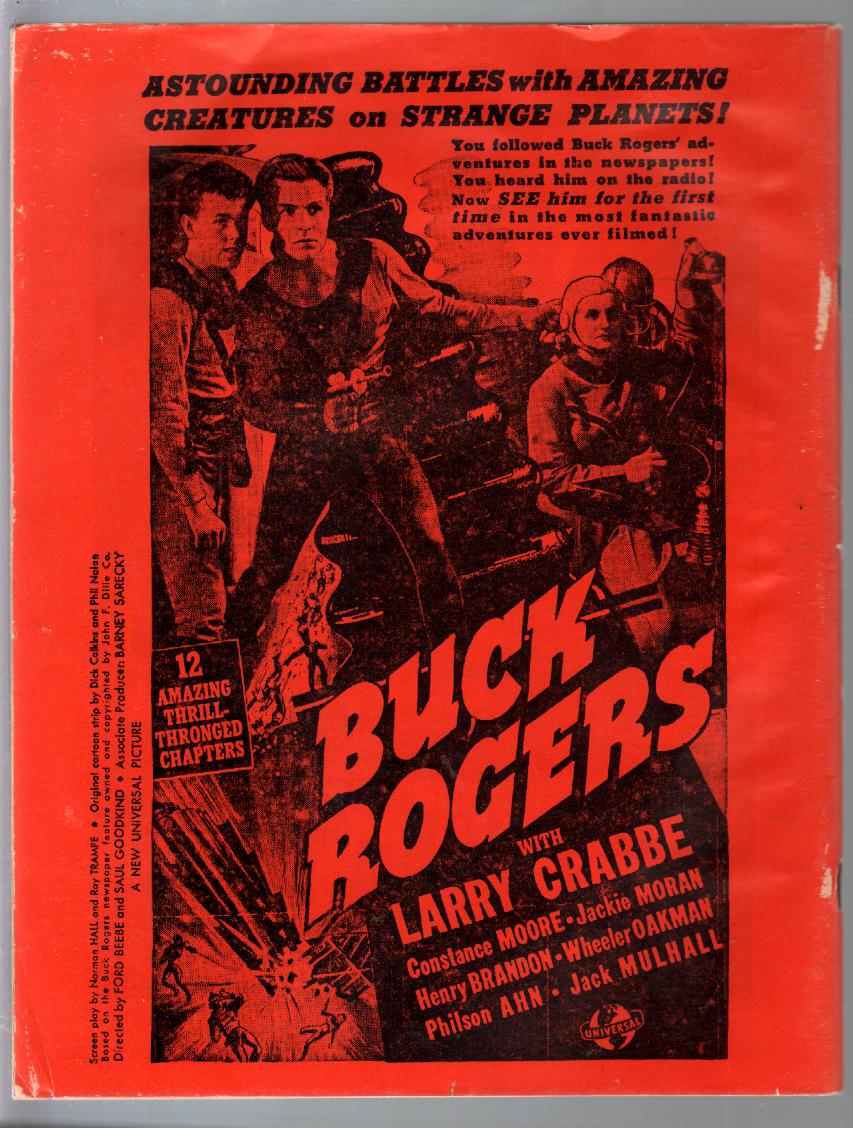 ASTOUNDING BATTLES with AMAZING
CREATURES on STRANGE PLANETS!
You followed Buck Rogers' ad-
ventures in the newspapers!
You heard him on the radio!
Now SEE him for the first
time in the most fantastic
adventures ever filmed!
12
AMAZING
THRILL-
THRONGED
CHAPTERS
BUCK
ROGERS
WITH
LARRY CRABBE
Constance MOORE • Jackie MORAN
Henry BRANDON • Wheeler OAKMAN
Philson AHN • Jack MULHALL
UNIVERSAL
Screen play by Norman HALL and Ray TRAMPE • Original cartoon strip by Dick Calkins and Phil Nolan
Based on the Buck Rogers newspaper feature owned and copyrighted by John F. Dille Co.
Directed by FORD BEEBE and SAUL GOODKIND • Associate Producer: BARNEY SARECKY
A NEW UNIVERSAL PICTURE